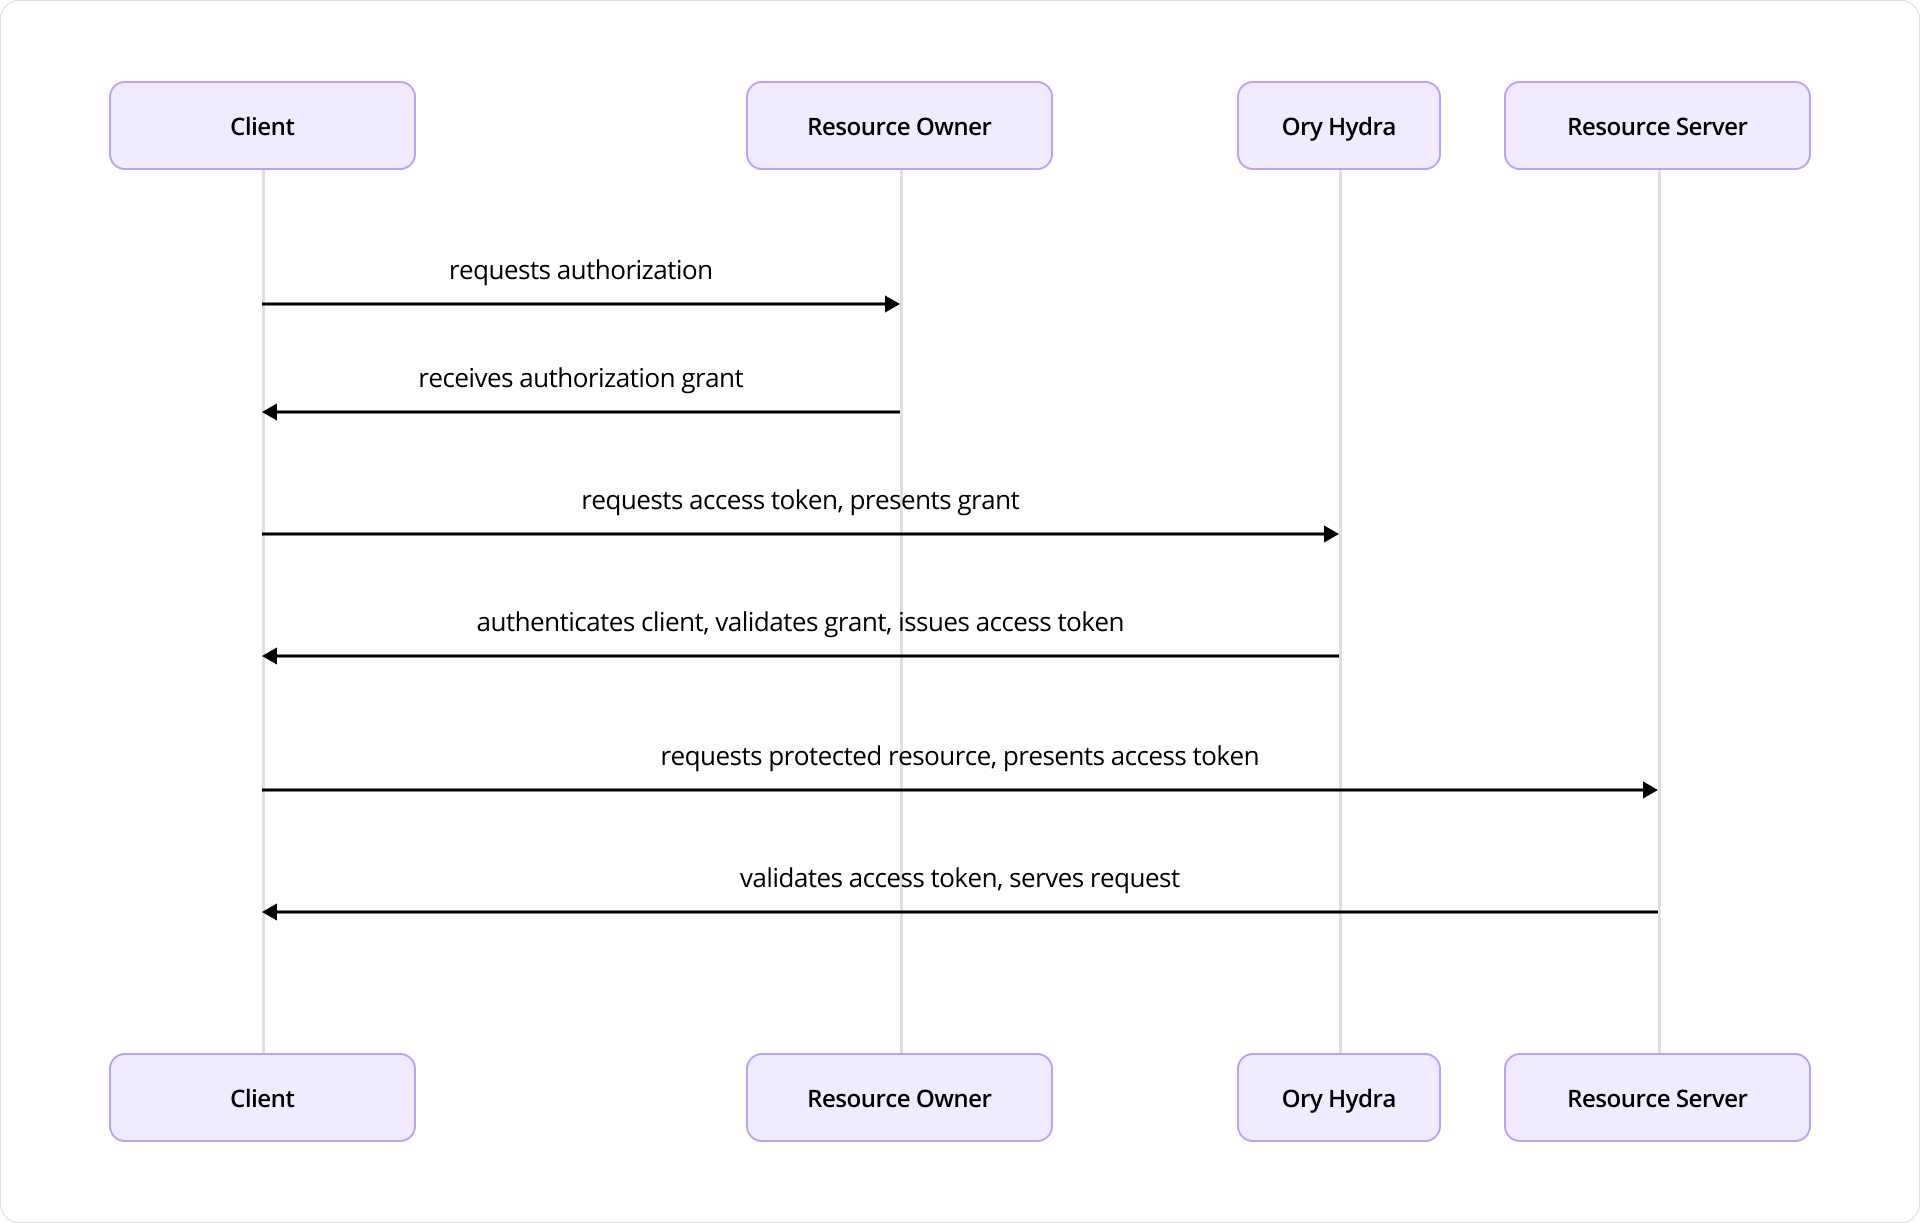 Client
Resource Owner
Ory Hydra
Resource Server
requests authorization
receives authorization grant
requests access token, presents grant
authenticates client, validates grant, issues access token
requests protected resource, presents access token
validates access token, serves request
Client
Resource Owner
Ory Hydra
Resource Server